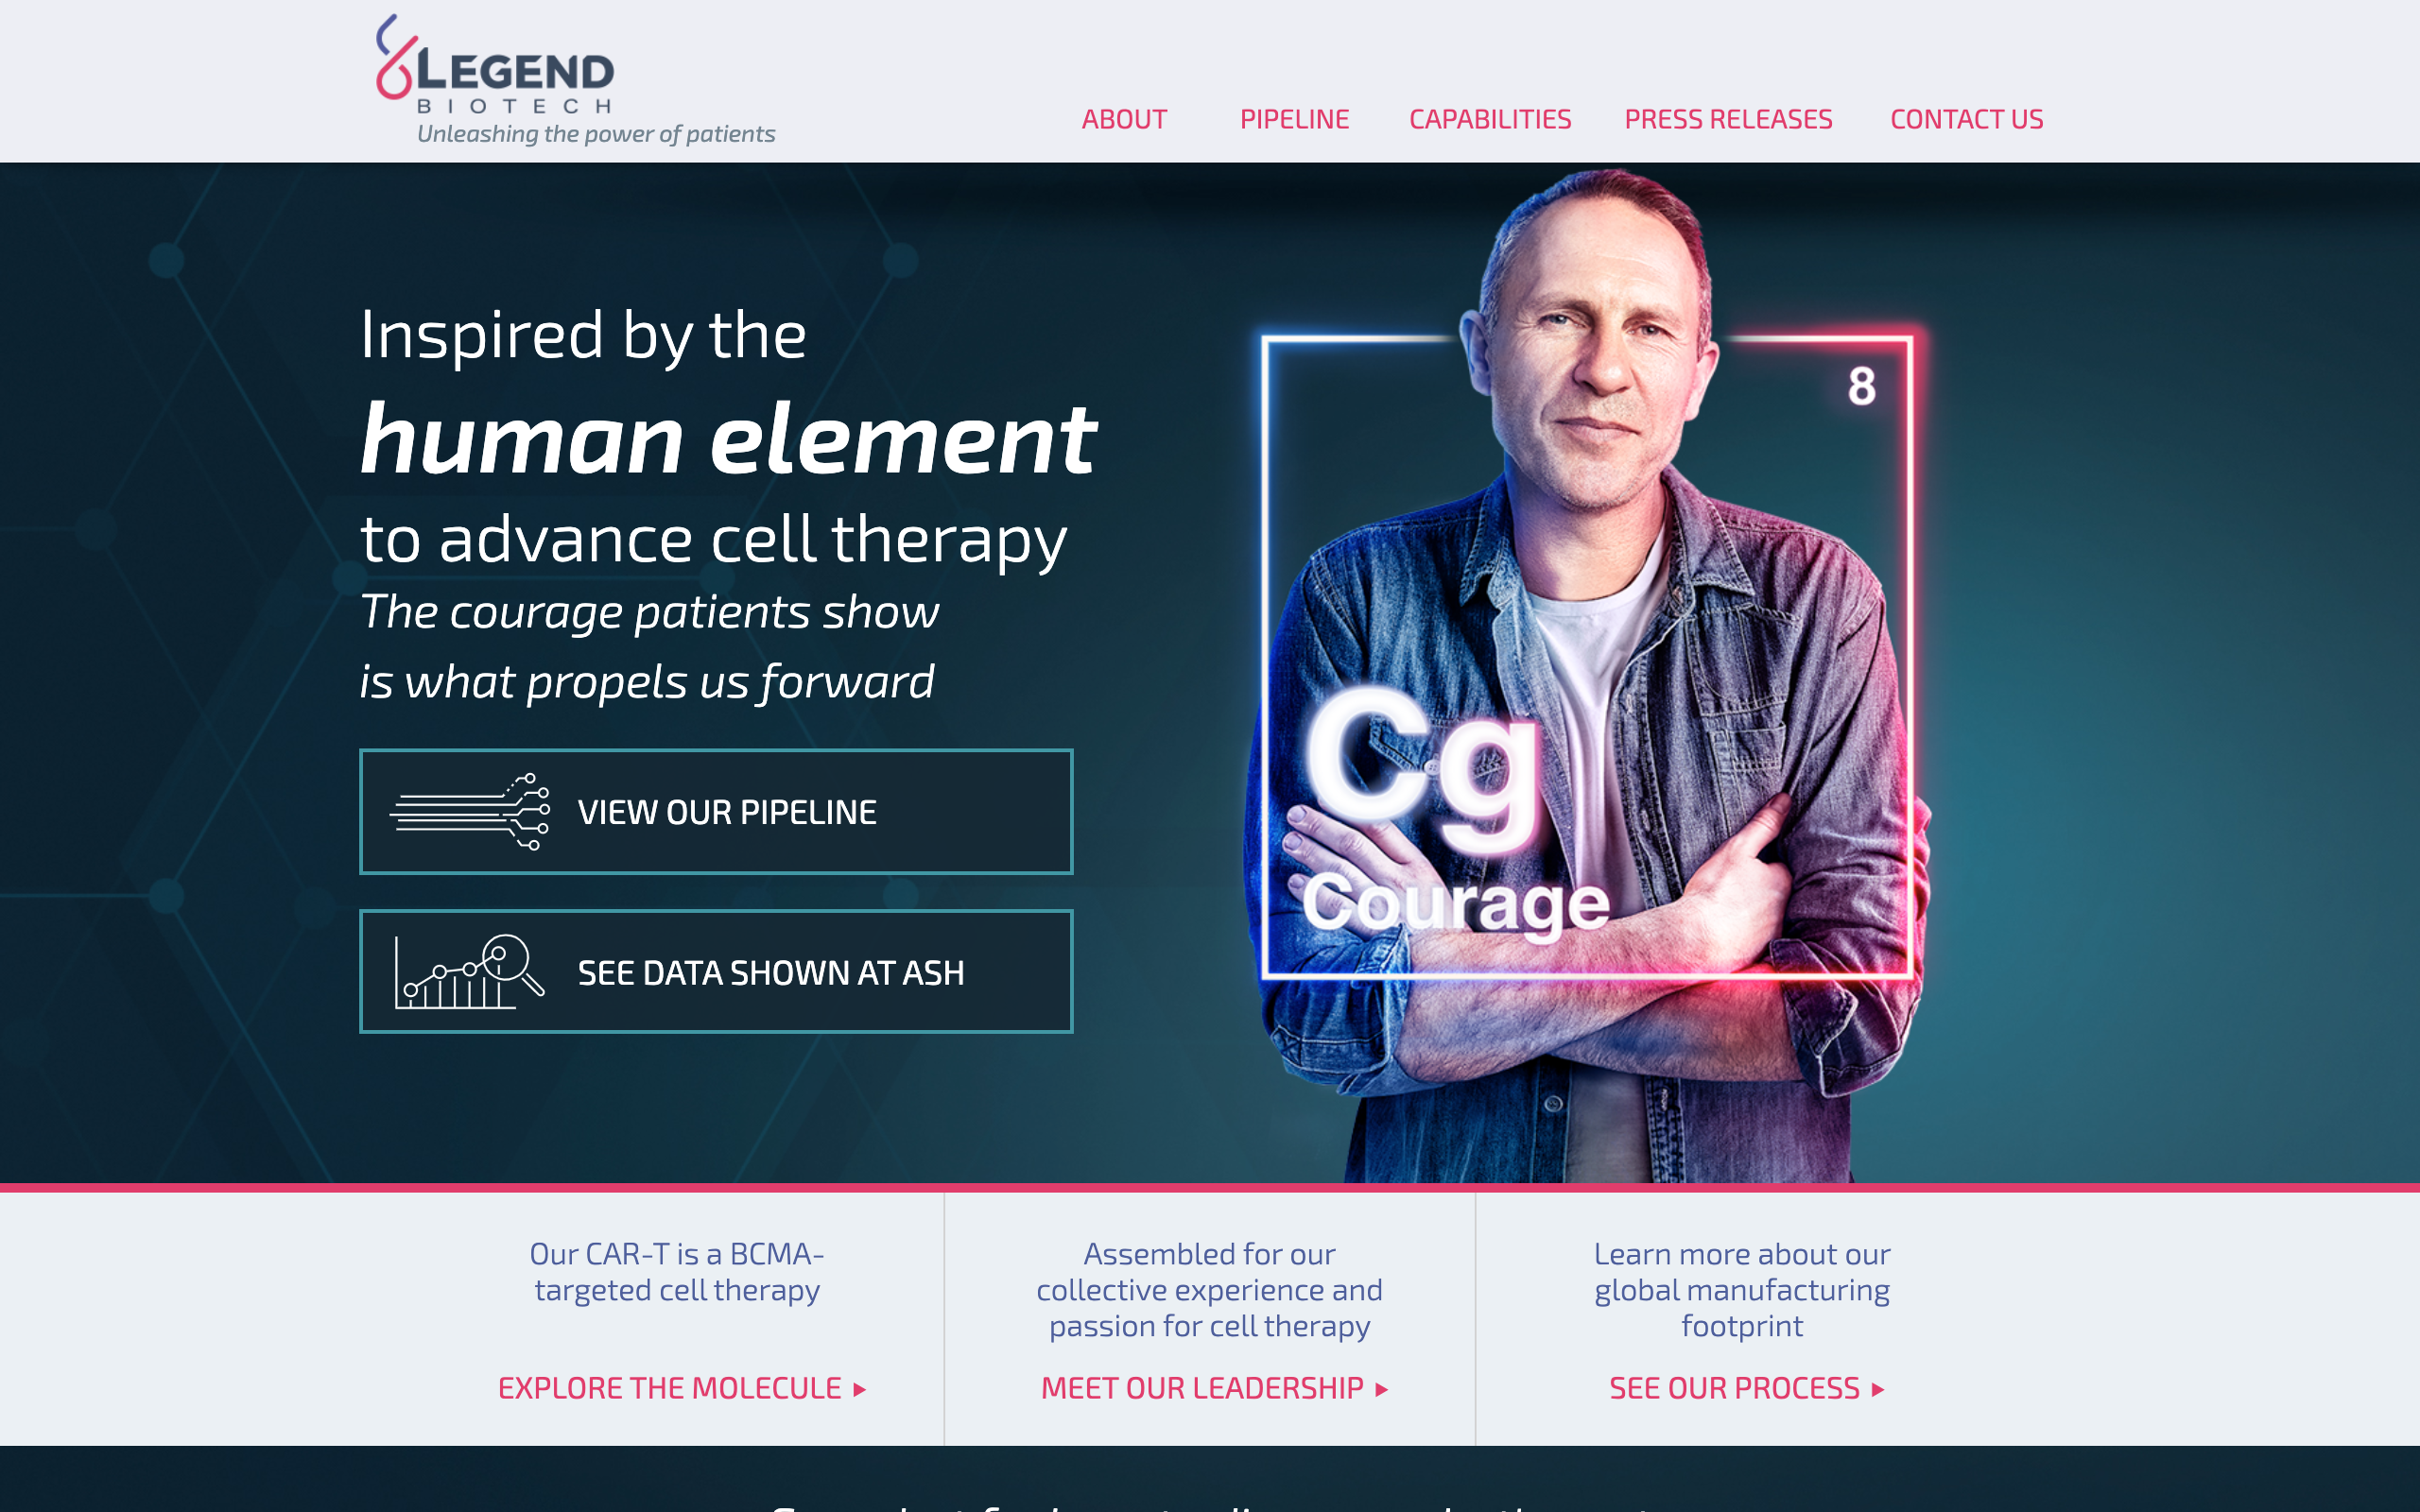 LEGEND
BIOTECH
Unleashing the power of patients
ABOUT PIPELINE CAPABILITIES PRESS RELEASES CONTACT US
Inspired by the
human element
to advance cell therapy
The courage patients show
is what propels us forward
VIEW OUR PIPELINE
SEE DATA SHOWN AT ASH
8
Cg
Courage
Our CAR-T is a BCMA-
targeted cell therapy
EXPLORE THE MOLECULE
Assembled for our
collective experience and
passion for cell therapy
MEET OUR LEADERSHIP
Learn more about our
global manufacturing
footprint
SEE OUR PROCESS